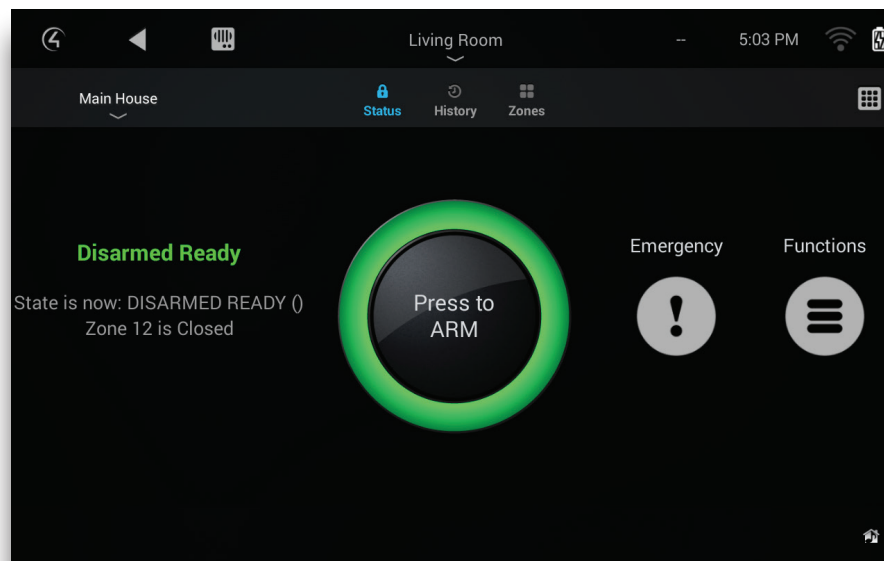 Living Room
--
5:03 PM
Main House
Status
History
Zones
Disarmed Ready
State is now: DISARMED READY ()
Zone 12 is Closed
Press to
ARM
Emergency
!
Functions